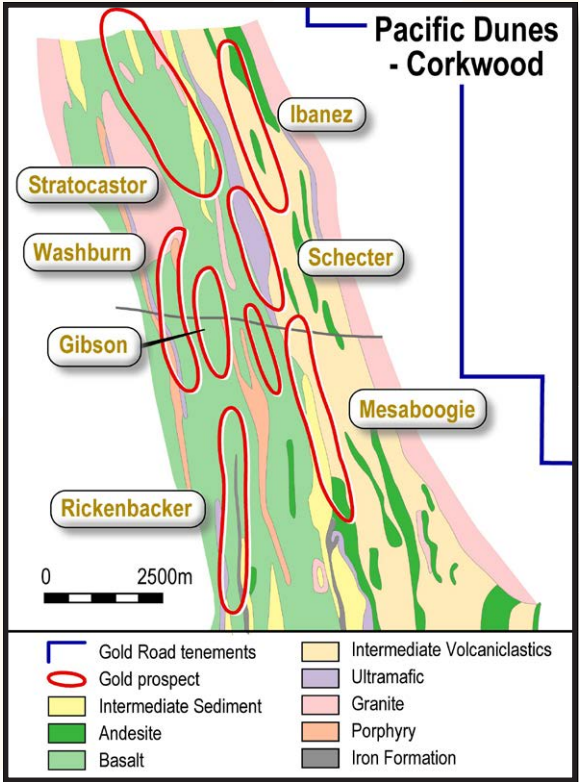 Pacific Dunes
- Corkwood
Ibanez
Stratocastor
Washburn
Schecter
Gibson
Mesaboogie
Rickenbacker
0 2500m
Gold Road tenements
Gold prospect
Intermediate Sediment
Andesite
Basalt
Intermediate Volcaniclastics
Ultramafic
Granite
Porphyry
Iron Formation